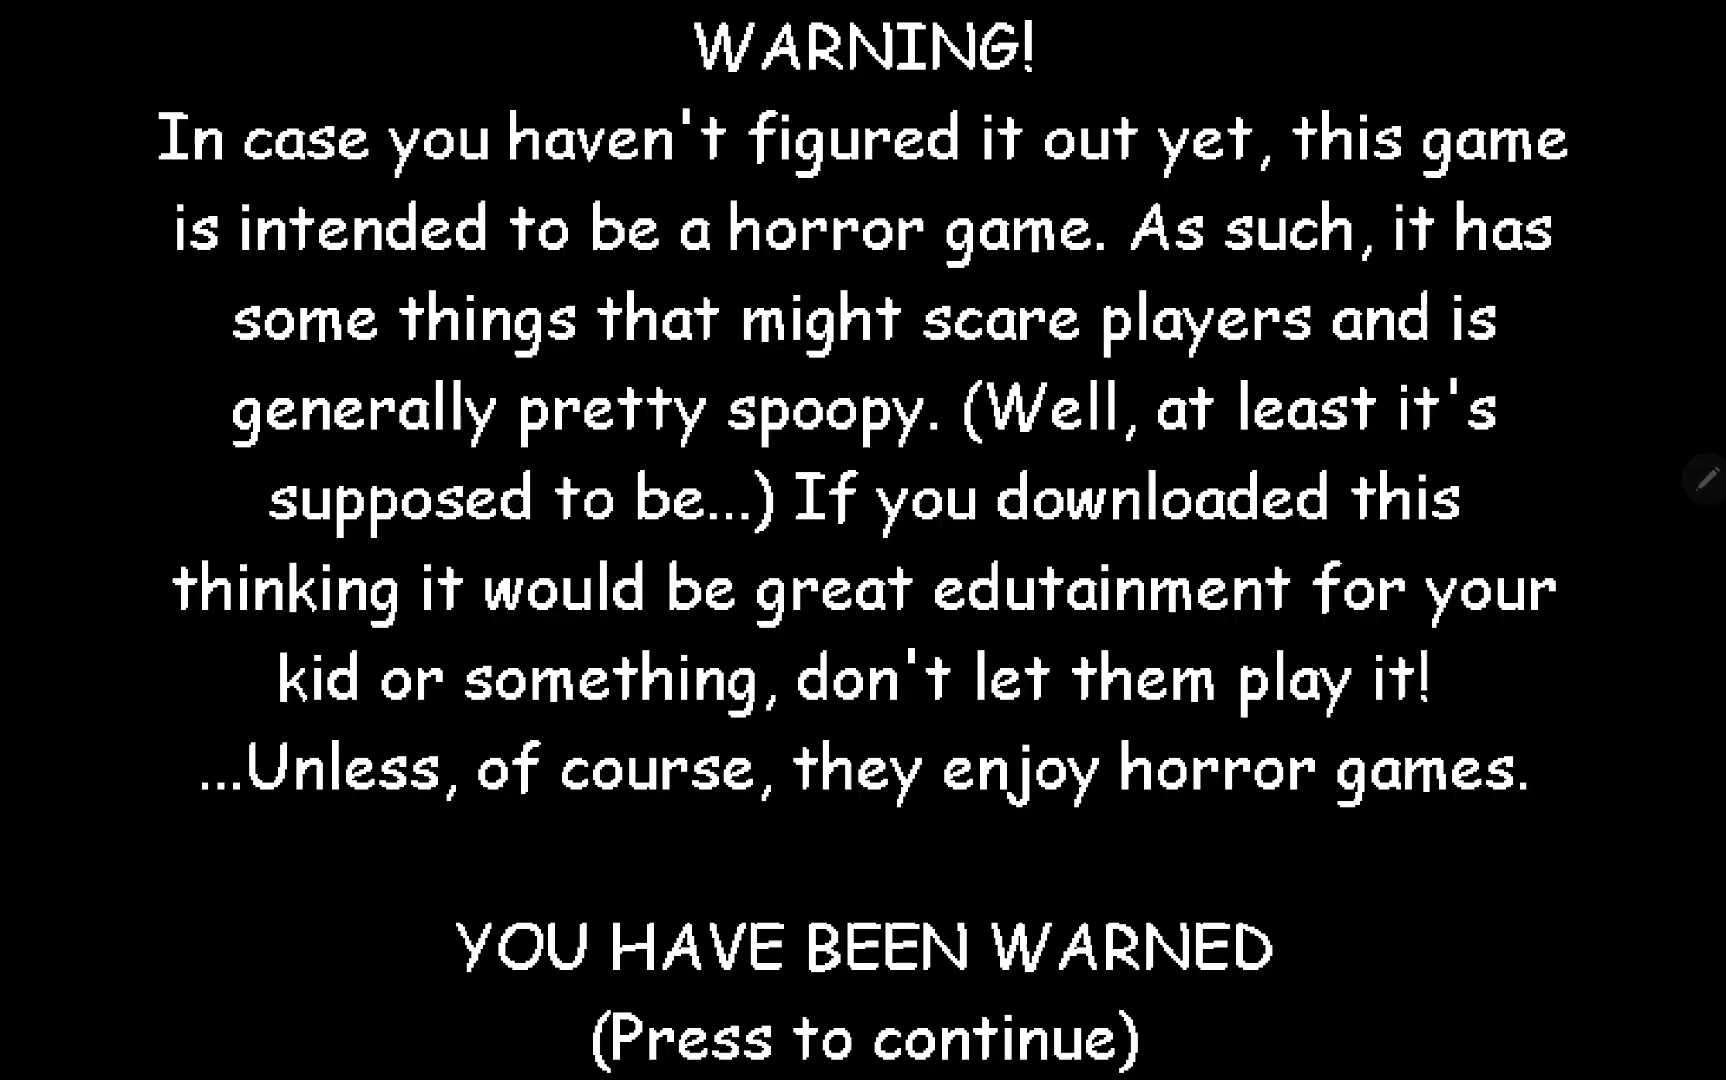 WARNING!
In case you haven't figured it out yet, this game
is intended to be a horror game. As such, it has
some things that might scare players and is
generally pretty spoopy. (Well, at least it's
supposed to be...) If you downloaded this
thinking it would be great edutainment for your
kid or something, don't let them play it!
...Unless, of course, they enjoy horror games.
YOU HAVE BEEN WARNED
(Press to continue)